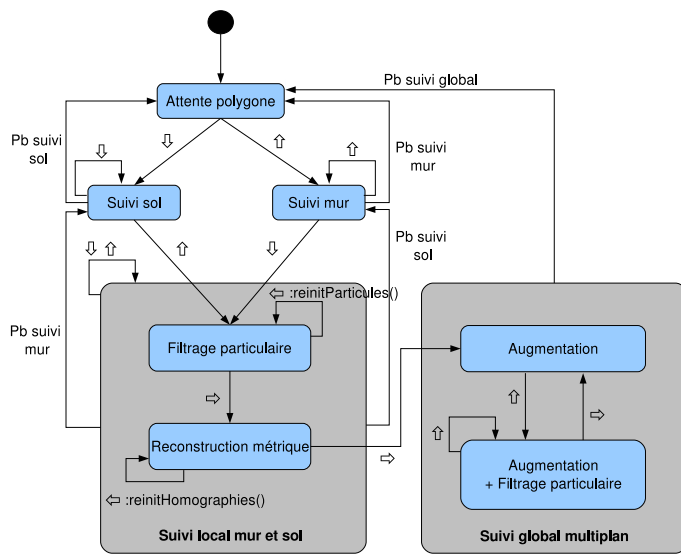 Pb suivi global
Attente polygone
⇩
⇧
Pb suivi
sol
⇩
⇧
Pb suivi
mur
Suivi sol
Suivi mur
⇩ ⇧
⇧
⇩
Pb suivi
sol
⇦ :reinitParticules()
Pb suivi
mur
Filtrage particulaire
Augmentation
⇨
⇧
⇨
Reconstruction métrique
⇨
⇧
Augmentation
+ Filtrage particulaire
⇦ :reinitHomographies()
Suivi local mur et sol
Suivi global multiplan